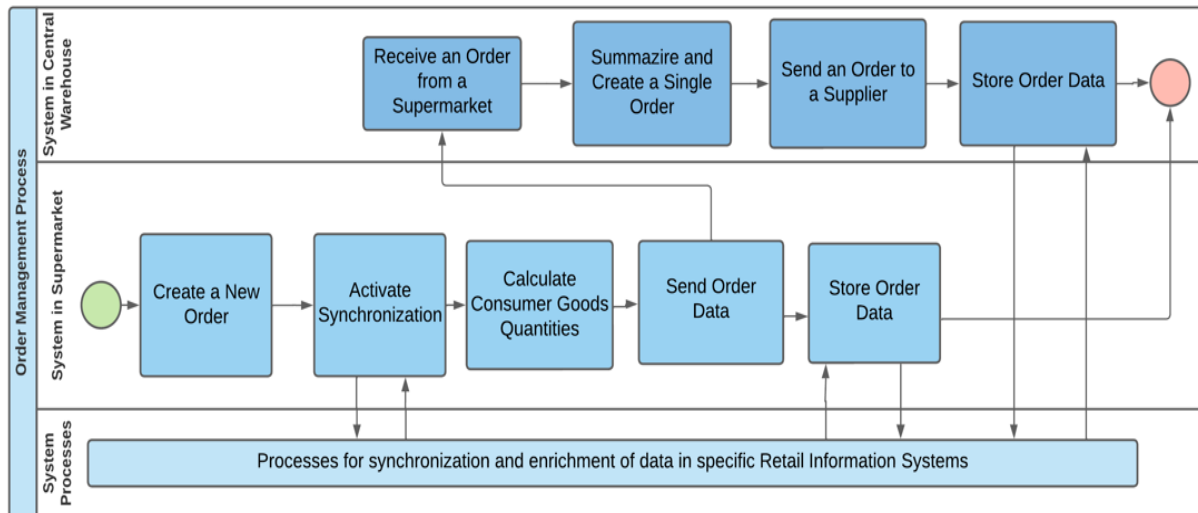 Order Management Process
System in Central
Warehouse
Receive an Order
from a
Supermarket
Summazire and
Create a Single
Order
Send an Order to
a Supplier
Store Order Data
System in Supermarket
Create a New
Order
Activate
Synchronization
Calculate
Consumer Goods
Quantities
Send Order
Data
Store Order
Data
System
Processes
Processes for synchronization and enrichment of data in specific Retail Information Systems